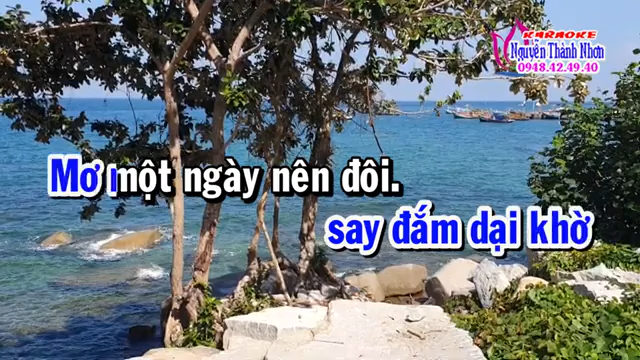 KARAOKE
Nguyễn Thành Nhơn
0948.42.49.40
Mơ một ngày nên đôi.
say đắm dại khờ